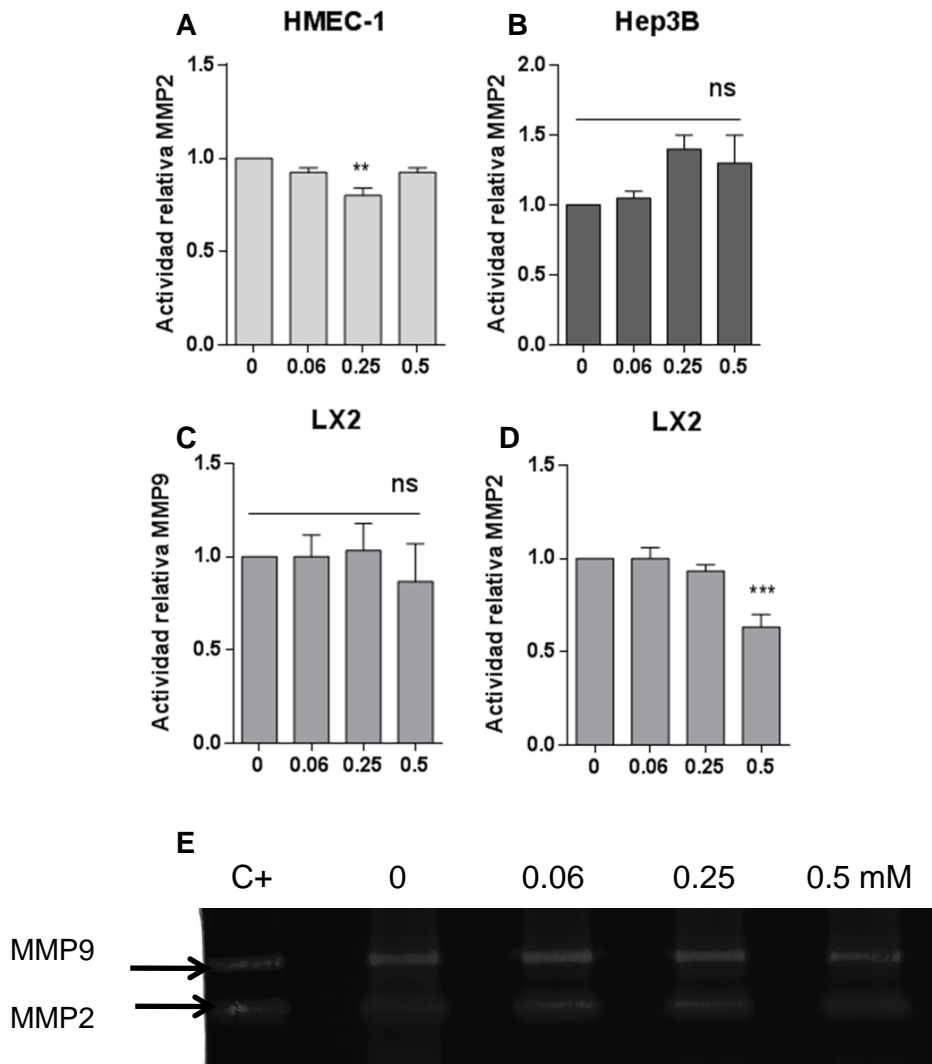 A
HMEC-1
Actividad relativa MMP2
1.5
1.0
0.5
0.0
**
0 0.06 0.25 0.5
B
Hep3B
Actividad relativa MMP2
2.0
1.5
1.0
0.5
0.0
ns
0 0.06 0.25 0.5
C
LX2
Actividad relativa MMP9
1.5
1.0
0.5
0.0
ns
0 0.06 0.25 0.5
D
LX2
Actividad relativa MMP2
1.5
1.0
0.5
0.0
***
0 0.06 0.25 0.5
E
C+ 0 0.06 0.25 0.5 mM
MMP9
MMP2